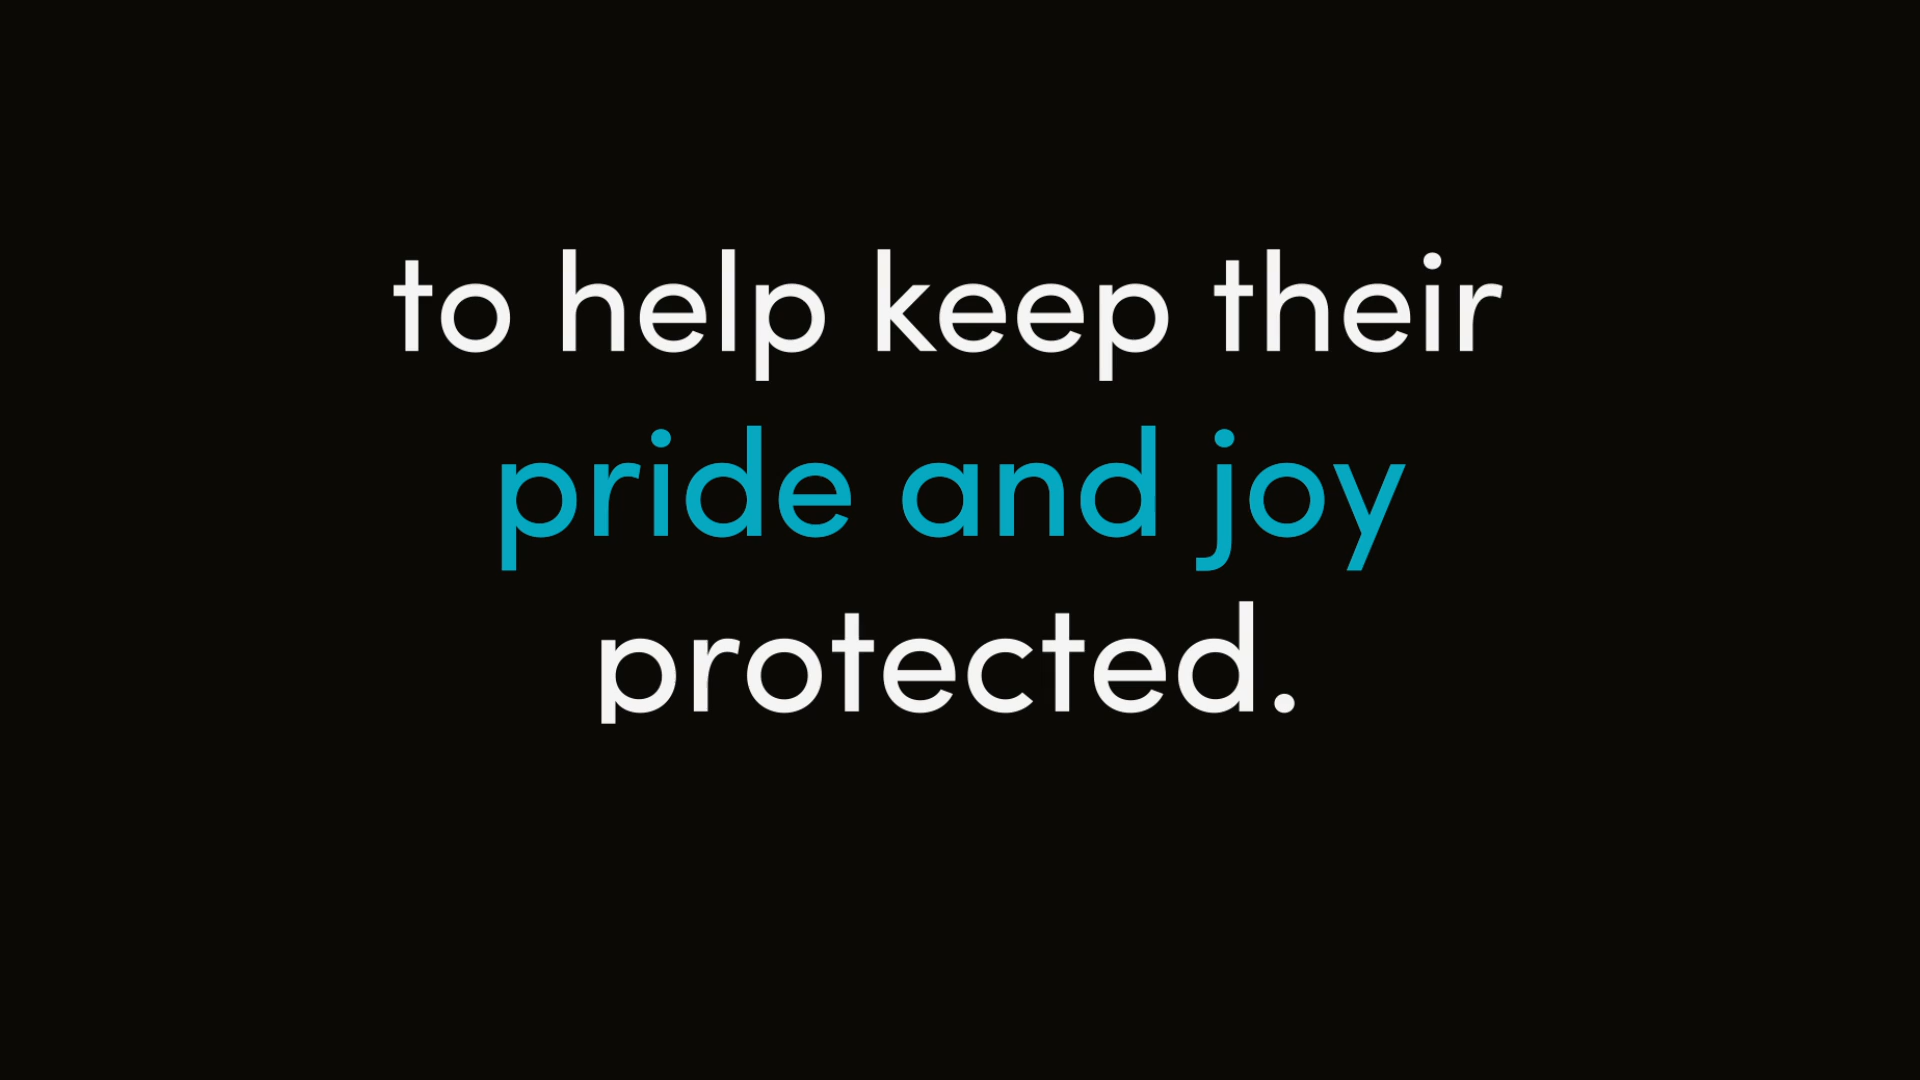 to help keep their
pride and joy
protected.